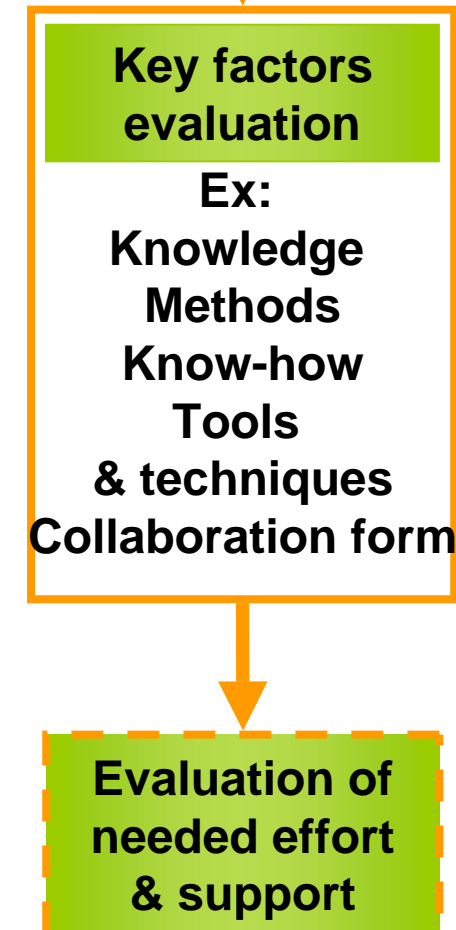 Key factors
evaluation
Ex:
Knowledge
Methods
Know-how
Tools
& techniques
Collaboration form
Evaluation of
needed effort
& support